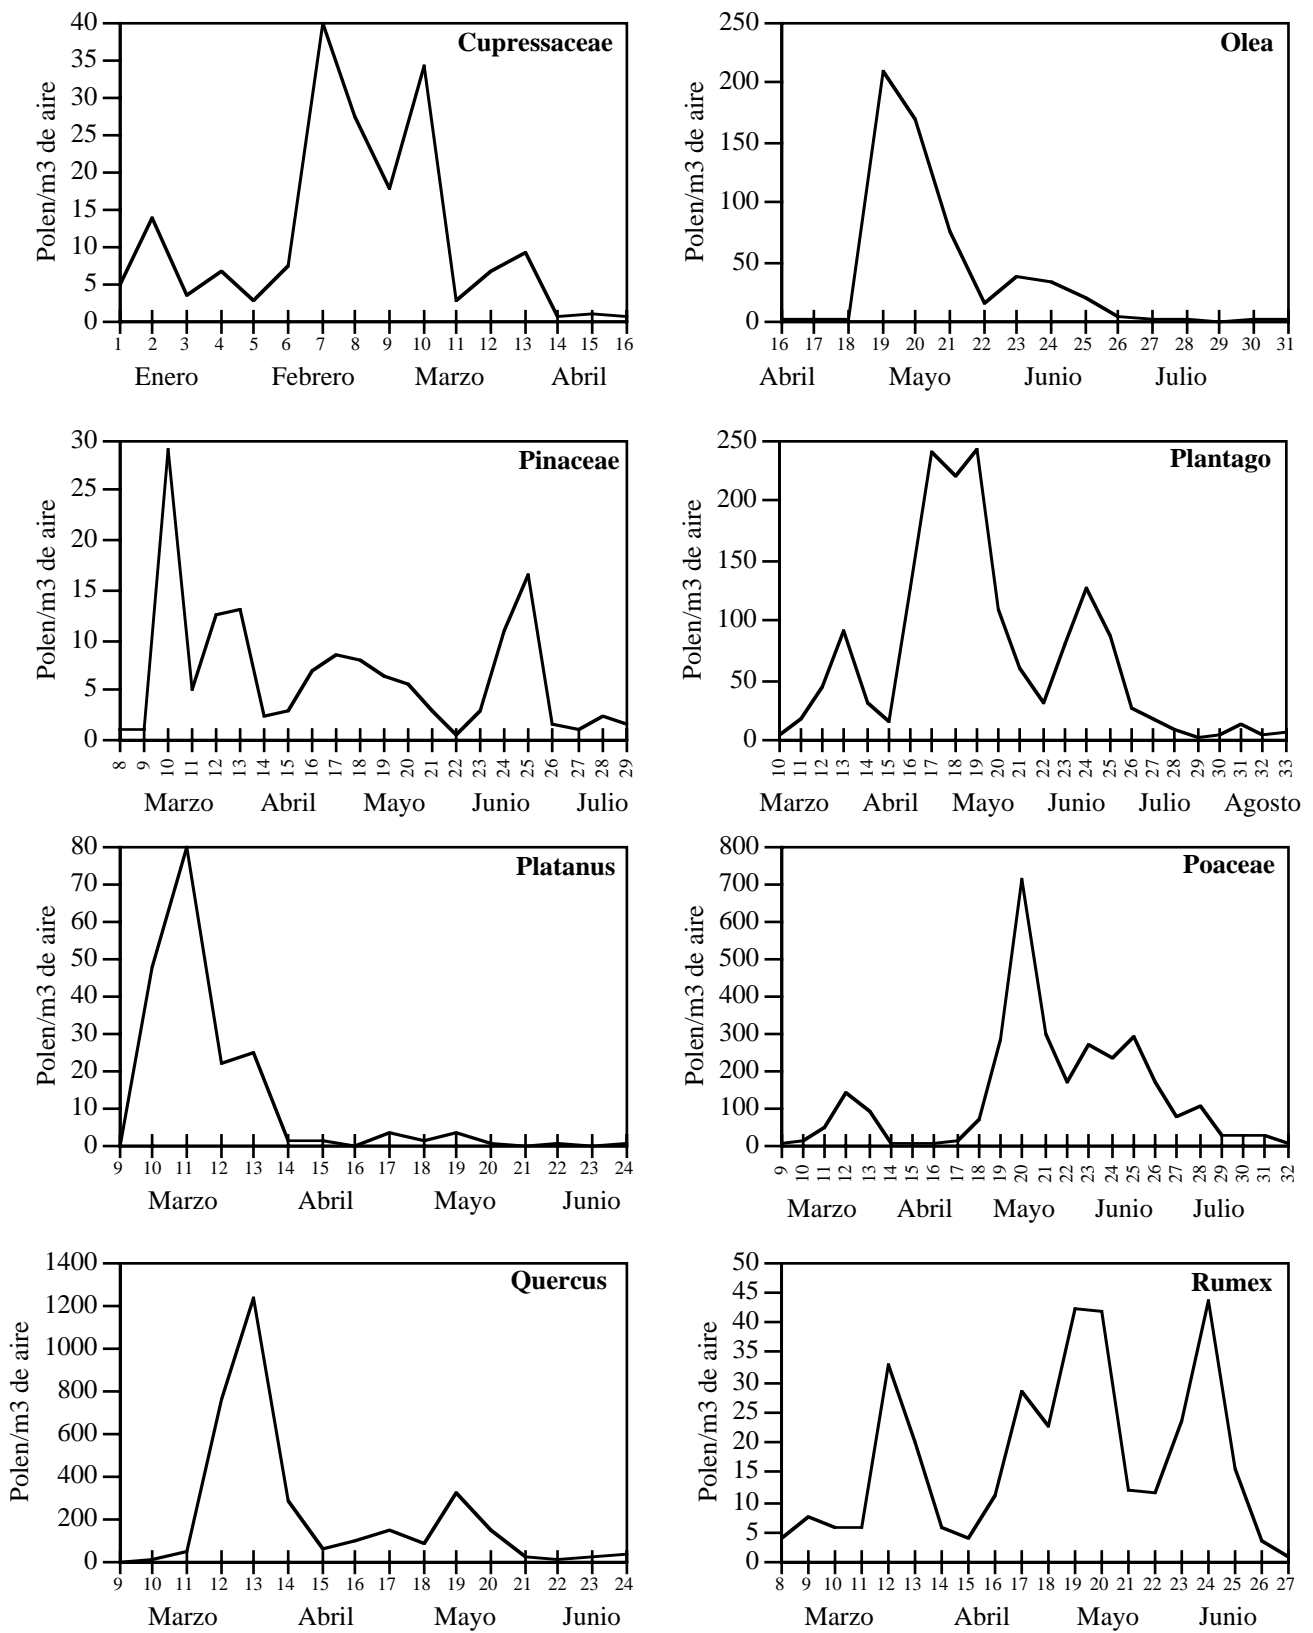 Cupressaceae
Polen/m3 de aire
40
35
30
25
20
15
10
5
0
1 2 3 4 5 6 7 8 9 10 11 12 13 14 15 16
Enero Febrero Marzo Abril
Olea
Polen/m3 de aire
250
200
150
100
50
0
16 17 18 19 20 21 22 23 24 25 26 27 28 29 30 31
Abril Mayo Junio Julio
Pinaceae
Polen/m3 de aire
30
25
20
15
10
5
0
8 9 10 11 12 13 14 15 16 17 18 19 20 21 22 23 24 25 26 27 28 29
Marzo Abril Mayo Junio Julio
Plantago
Polen/m3 de aire
250
200
150
100
50
0
10 11 12 13 14 15 16 17 18 19 20 21 22 23 24 25 26 27 28 29 30 31 32 33
Marzo Abril Mayo Junio Julio Agosto
Platanus
Polen/m3 de aire
80
70
60
50
40
30
20
10
0
9 10 11 12 13 14 15 16 17 18 19 20 21 22 23 24
Marzo Abril Mayo Junio
Poaceae
Polen/m3 de aire
800
700
600
500
400
300
200
100
0
9 10 11 12 13 14 15 16 17 18 19 20 21 22 23 24 25 26 27 28 29 30 31 32
Marzo Abril Mayo Junio Julio
Quercus
Polen/m3 de aire
1400
1200
1000
800
600
400
200
0
9 10 11 12 13 14 15 16 17 18 19 20 21 22 23 24
Marzo Abril Mayo Junio
Rumex
Polen/m3 de aire
50
45
40
35
30
25
20
15
10
5
0
8 9 10 11 12 13 14 15 16 17 18 19 20 21 22 23 24 25 26 27
Marzo Abril Mayo Junio